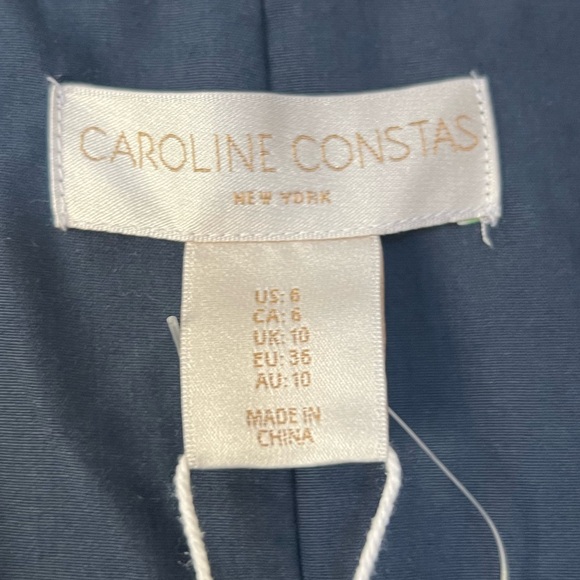 CAROLINE CONSTAS
NEW YORK
US: 6
CA: 6
UK: 10
EU: 36
AU: 10
MADE IN
CHINA